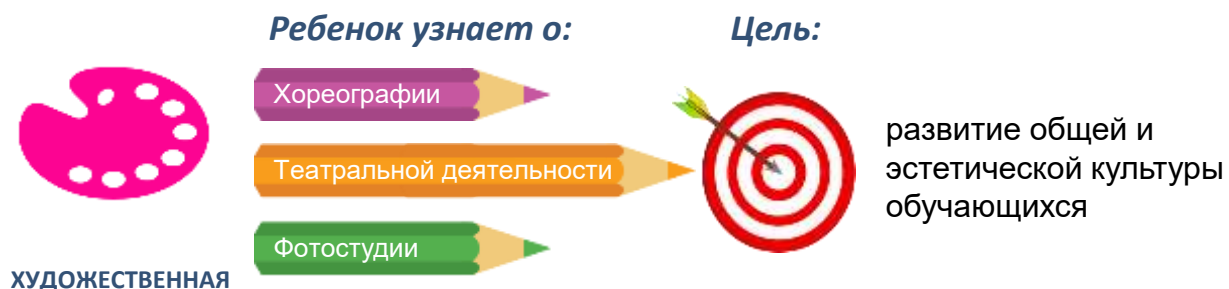 Ребенок узнает о:
Цель:
Хореографии
Театральной деятельности
Фотостудии
развитие общей и
эстетической культуры
обучающихся
ХУДОЖЕСТВЕННАЯ